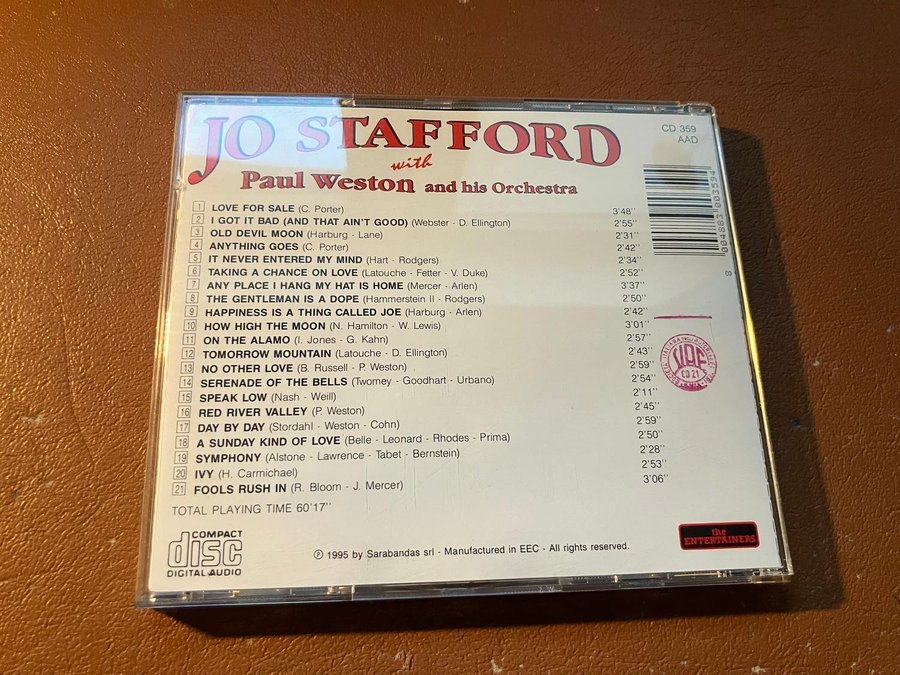 JO STAFFORD
with
Paul Weston and his Orchestra
CD 359
AAD
1 LOVE FOR SALE (C. Porter) 3'48''
2 I GOT IT BAD (AND THAT AIN'T GOOD) (Webster - D. Ellington) 2'55''
3 OLD DEVIL MOON (Harburg - Lane) 2'31''
4 ANYTHING GOES (C. Porter) 2'42''
5 IT NEVER ENTERED MY MIND (Hart - Rodgers) 2'34''
6 TAKING A CHANCE ON LOVE (Latouche - Fetter - V. Duke) 2'52''
7 ANY PLACE I HANG MY HAT IS HOME (Mercer - Arlen) 3'37''
8 THE GENTLEMAN IS A DOPE (Hammerstein II - Rodgers) 2'50''
9 HAPPINESS IS A THING CALLED JOE (Harburg - Arlen) 2'42''
10 HOW HIGH THE MOON (N. Hamilton - W. Lewis) 3'01''
11 ON THE ALAMO (I. Jones - G. Kahn) 2'57''
12 TOMORROW MOUNTAIN (Latouche - D. Ellington) 2'43''
13 NO OTHER LOVE (B. Russell - P. Weston) 2'59''
14 SERENADE OF THE BELLS (Twomey - Goodhart - Urbano) 2'54''
15 SPEAK LOW (Nash - Weill) 2'11''
16 RED RIVER VALLEY (P. Weston) 2'45''
17 DAY BY DAY (Stordahl - Weston - Cohn) 2'59''
18 A SUNDAY KIND OF LOVE (Belle - Leonard - Rhodes - Prima) 2'50''
19 SYMPHONY (Alstone - Lawrence - Tabet - Bernstein) 2'28''
20 IVY (H. Carmichael) 2'53''
21 FOOLS RUSH IN (R. Bloom - J. Mercer) 3'06''
TOTAL PLAYING TIME 60'17''
CD 21
COMPACT
disc
DIGITAL AUDIO
℗ 1995 by Sarabandas srl - Manufactured in EEC - All rights reserved.
the
ENTERTAINERS